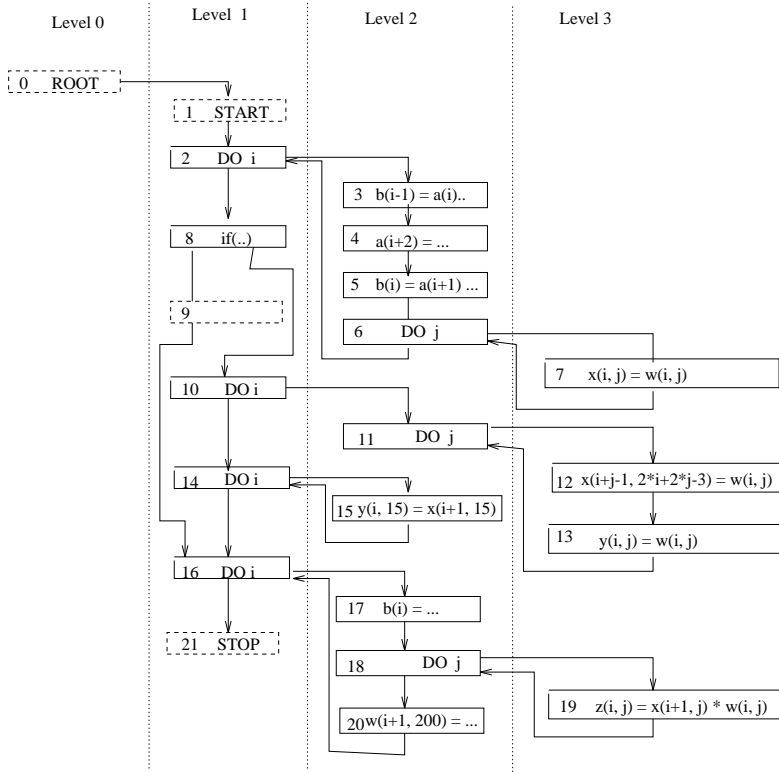 Level 0
Level 1
Level 2
Level 3
0 ROOT
1 START
2 DO i
3 b(i-1) = a(i)..
4 a(i+2) = ...
5 b(i) = a(i+1) ...
6 DO j
7 x(i, j) = w(i, j)
8 if(..)
9
10 DO i
11 DO j
12 x(i+j-1, 2*i+2*j-3) = w(i, j)
13 y(i, j) = w(i, j)
14 DO i
15 y(i, 15) = x(i+1, 15)
16 DO i
17 b(i) = ...
18 DO j
19 z(i, j) = x(i+1, j) * w(i, j)
20 w(i+1, 200) = ...
21 STOP